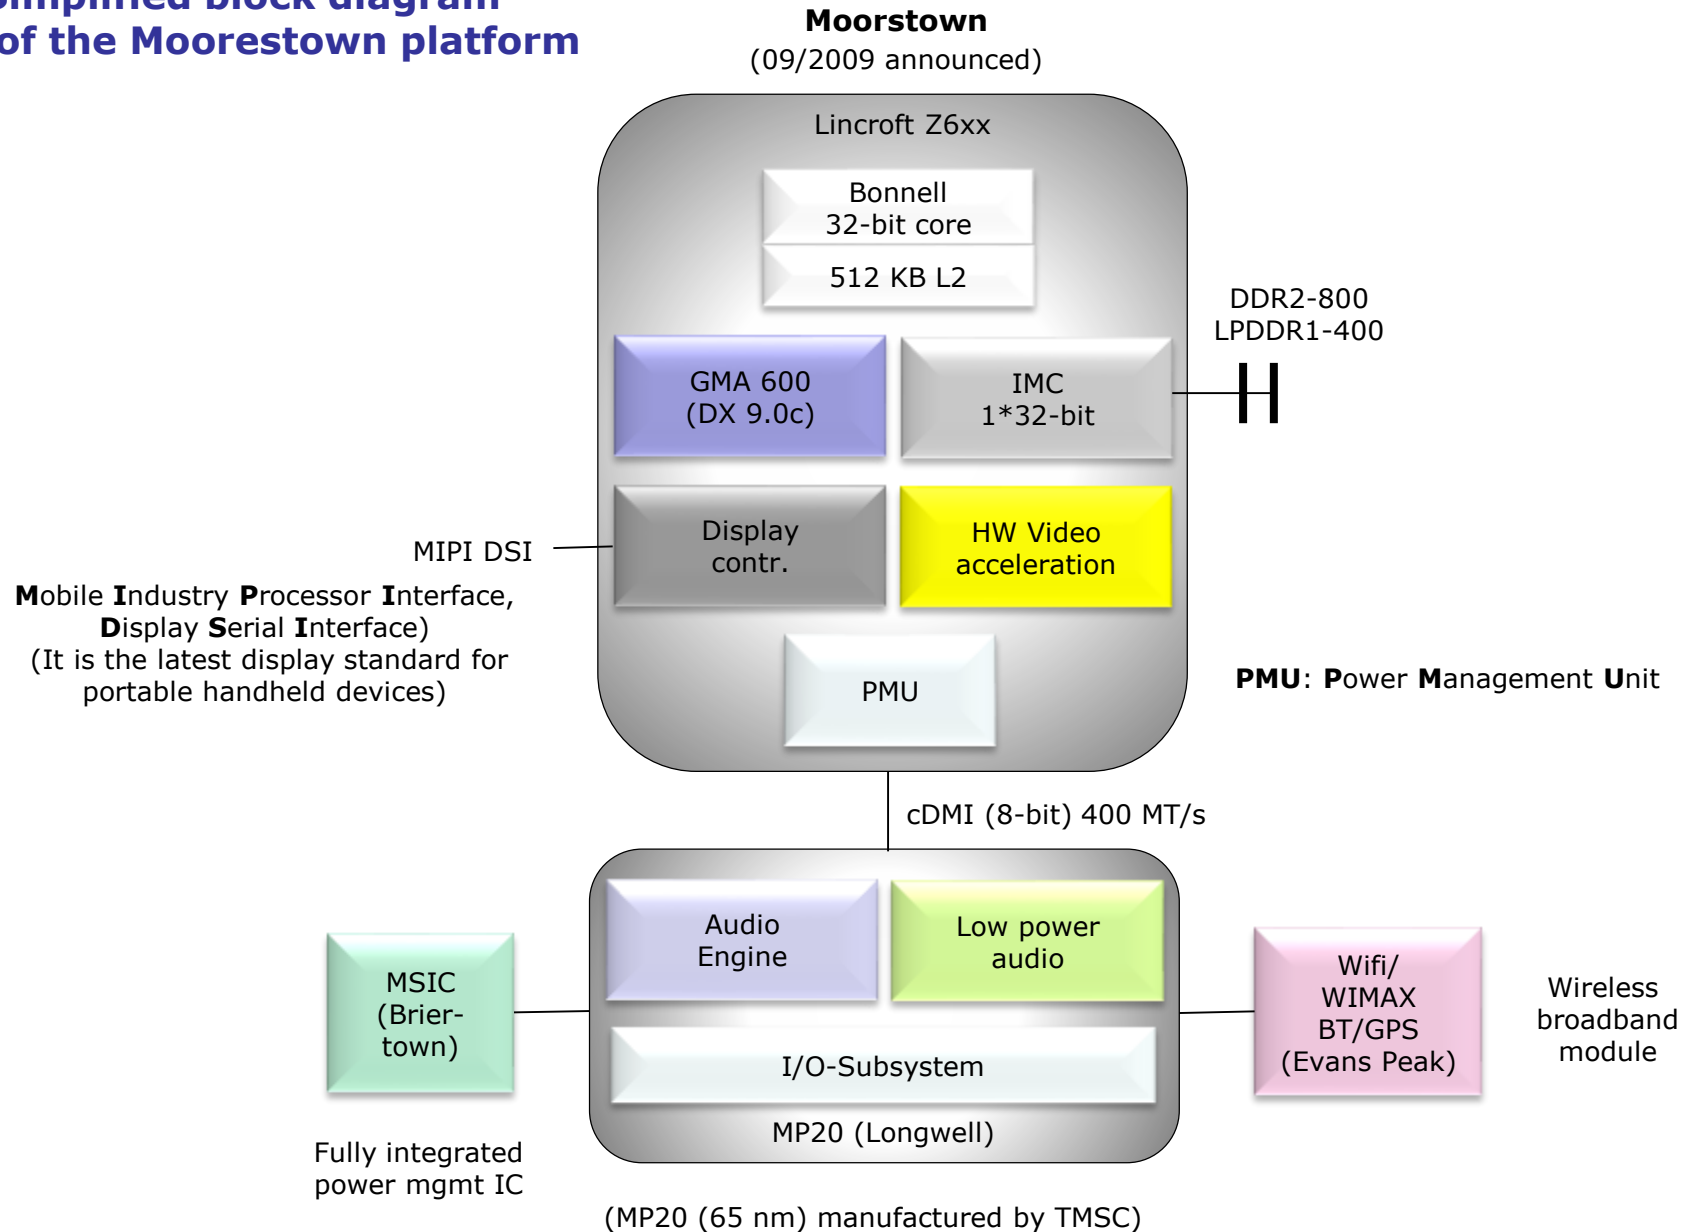 Simplified block diagram
of the Moorestown platform
Moorstown
(09/2009 announced)
Lincroft Z6xx
Bonnell
32-bit core
512 KB L2
DDR2-800
LPDDR1-400
GMA 600
(DX 9.0c)
IMC
1*32-bit
Display
contr.
HW Video
acceleration
MIPI DSI
Mobile Industry Processor Interface,
Display Serial Interface)
(It is the latest display standard for
portable handheld devices)
PMU
PMU: Power Management Unit
cDMI (8-bit) 400 MT/s
Audio
Engine
Low power
audio
MSIC
(Brier-
town)
Wifi/
WIMAX
BT/GPS
(Evans Peak)
Wireless
broadband
module
I/O-Subsystem
MP20 (Longwell)
Fully integrated
power mgmt IC
(MP20 (65 nm) manufactured by TMSC)